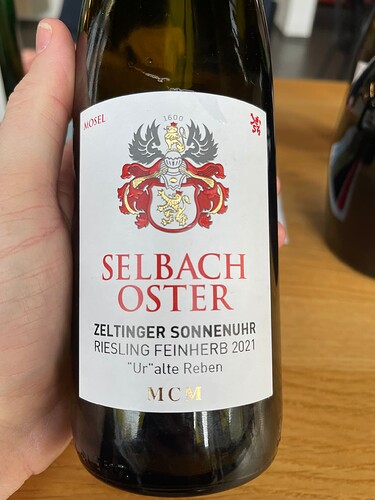 MOSEL
1600
SELBACH
OSTER
ZELTINGER SONNENUHR
RIESLING FEINHERB 2021
"Ur"alte Reben
MCM